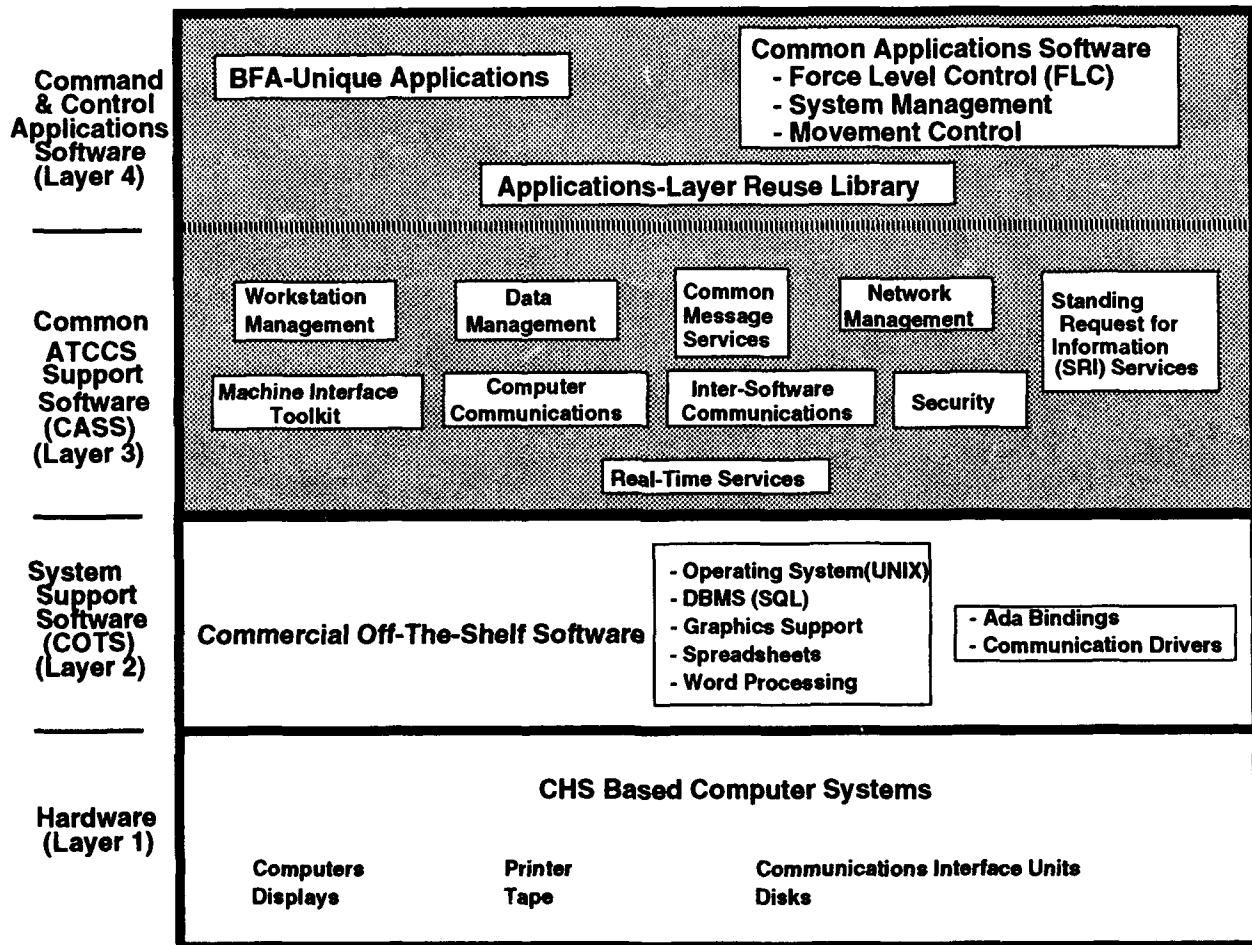 Command
& Control
Applications
Software
(Layer 4)
BFA-Unique Applications
Common Applications Software
- Force Level Control (FLC)
- System Management
- Movement Control
Applications-Layer Reuse Library
Common
ATCCS
Support
Software
(CASS)
(Layer 3)
Workstation
Management
Data
Management
Common
Message
Services
Network
Management
Standing
Request for
Information
(SRI) Services
Machine Interface
Toolkit
Computer
Communications
Inter-Software
Communications
Security
Real-Time Services
System
Support
Software
(COTS)
(Layer 2)
Commercial Off-The-Shelf Software
- Operating System(UNIX)
- DBMS (SQL)
- Graphics Support
- Spreadsheets
- Word Processing
- Ada Bindings
- Communication Drivers
Hardware
(Layer 1)
CHS Based Computer Systems
Computers
Displays
Printer
Tape
Communications Interface Units
Disks